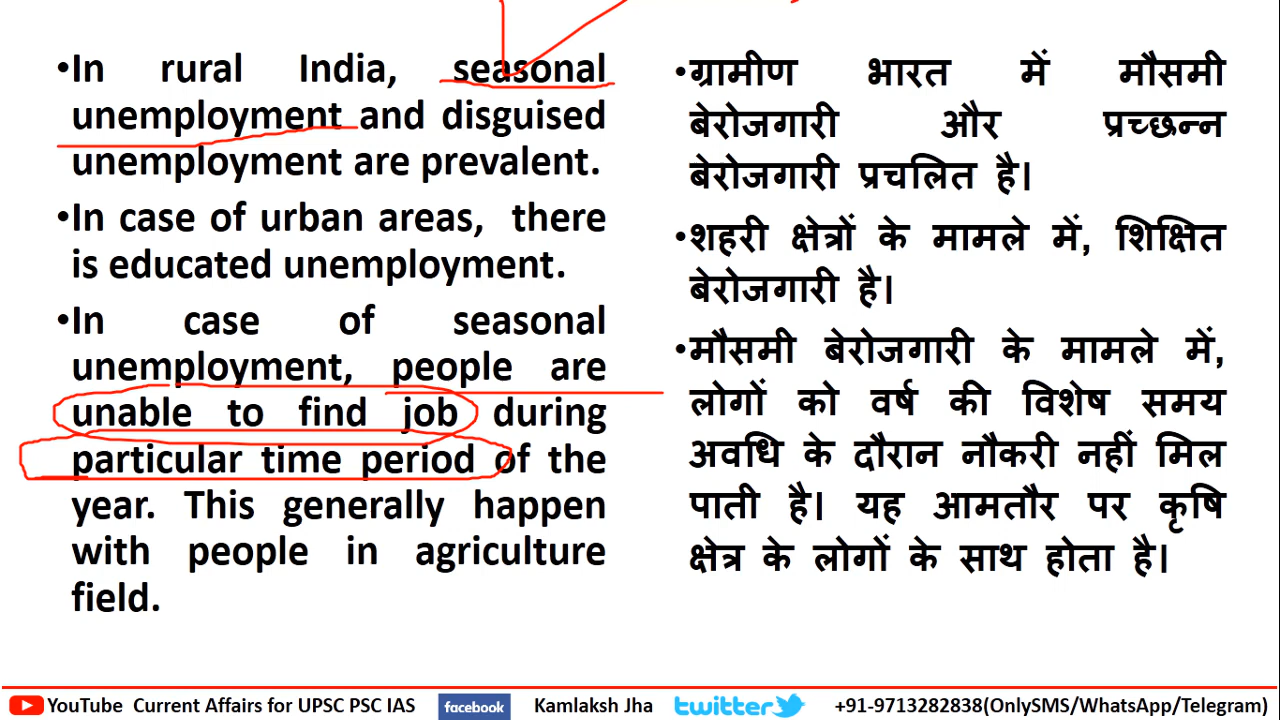 •In rural India, seasonal
unemployment and disguised
unemployment are prevalent.
•In case of urban areas, there
is educated unemployment.
•In case of seasonal
unemployment, people are
unable to find job during
particular time period of the
year. This generally happen
with people in agriculture
field.
•ग्रामीण भारत में मौसमी
बेरोजगारी और प्रच्छन्न
बेरोजगारी प्रचलित है।
•शहरी क्षेत्रों के मामले में, शिक्षित
बेरोजगारी है।
•मौसमी बेरोजगारी के मामले में,
लोगों को वर्ष की विशेष समय
अवधि के दौरान नौकरी नहीं मिल
पाती है। यह आमतौर पर कृषि
क्षेत्र के लोगों के साथ होता है।
YouTube Current Affairs for UPSC PSC IAS facebook Kamlaksh Jha twitter +91-9713282838(OnlySMS/WhatsApp/Telegram)